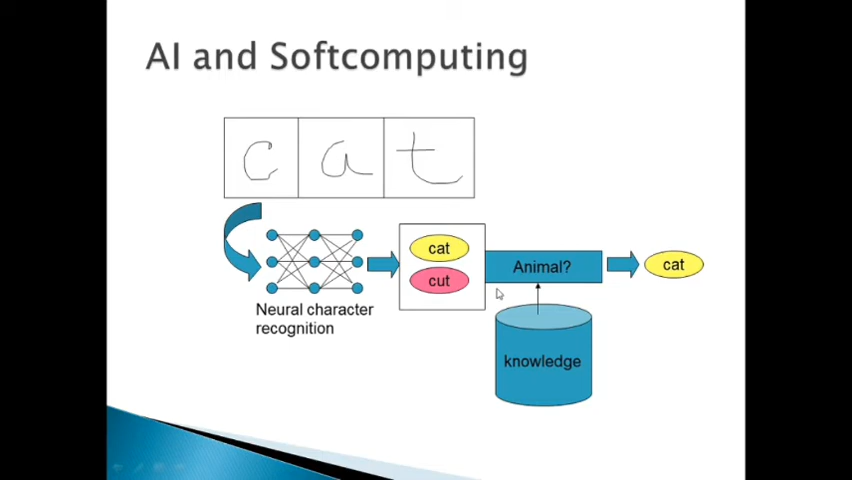 AI and Softcomputing
c a t
cat
cut
Animal?
cat
Neural character
recognition
knowledge